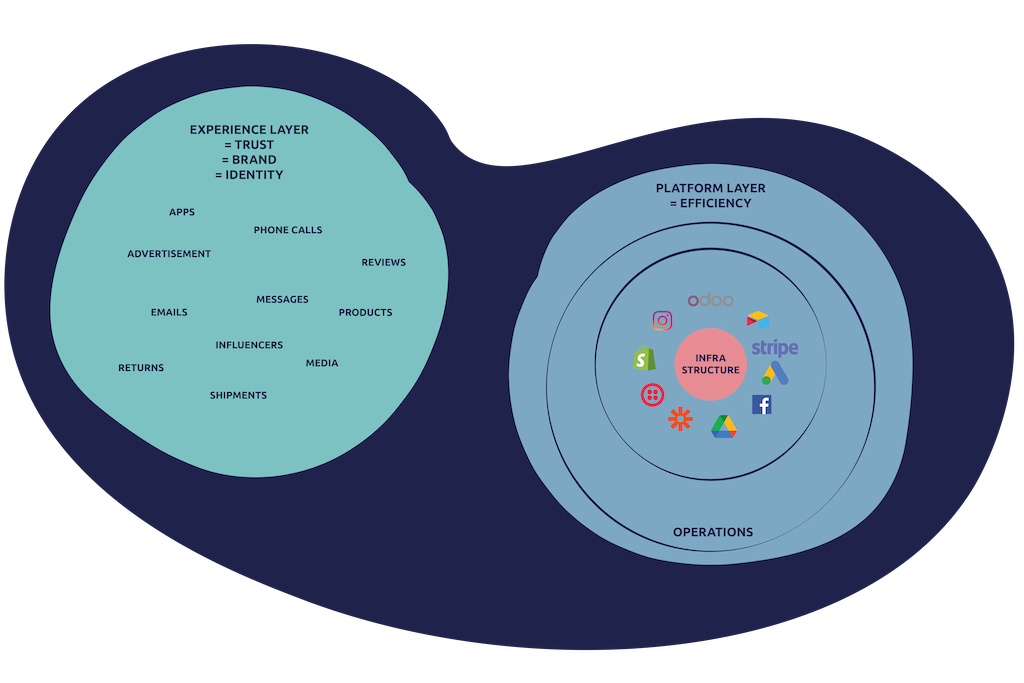 EXPERIENCE LAYER
= TRUST
= BRAND
= IDENTITY
APPS
PHONE CALLS
ADVERTISEMENT
REVIEWS
MESSAGES
EMAILS
PRODUCTS
INFLUENCERS
MEDIA
RETURNS
SHIPMENTS
PLATFORM LAYER
= EFFICIENCY
odoo
stripe
INFRA
STRUCTURE
OPERATIONS